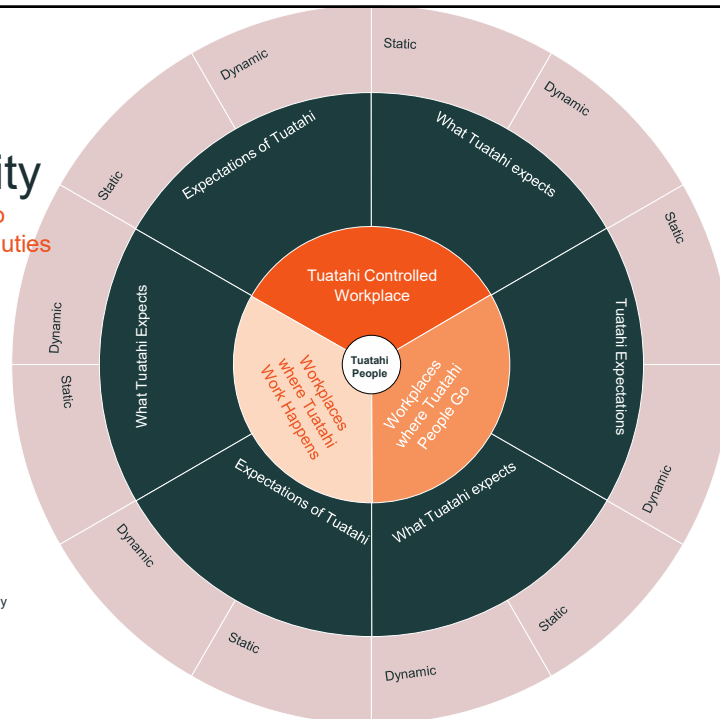 Static
Dynamic
Static
Dynamic
Static
Dynamic
Static
Dynamic
Static
Dynamic
Static
Dynamic
What Tuatahi expects
Tuatahi Expectations
What Tuatahi expects
Expectations of Tuatahi
What Tuatahi Expects
Expectations of Tuatahi
Tuatahi Controlled
Workplace
Workplaces
where Tuatahi
People Go
Workplaces
where Tuatahi
Work Happens
Tuatahi
People
ity
uties
y